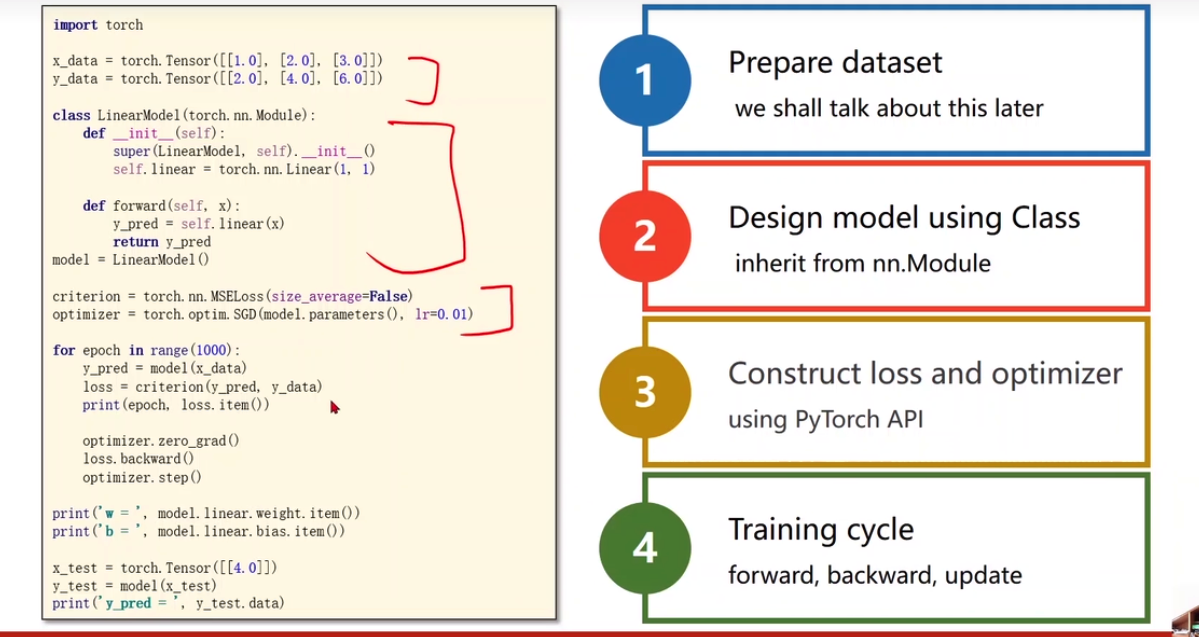 import torch
x_data = torch.Tensor([[1.0], [2.0], [3.0]])
y_data = torch.Tensor([[2.0], [4.0], [6.0]])
class LinearModel(torch.nn.Module):
    def __init__(self):
        super(LinearModel, self).__init__()
        self.linear = torch.nn.Linear(1, 1)
    def forward(self, x):
        y_pred = self.linear(x)
        return y_pred
model = LinearModel()
criterion = torch.nn.MSELoss(size_average=False)
optimizer = torch.optim.SGD(model.parameters(), lr=0.01)
for epoch in range(1000):
    y_pred = model(x_data)
    loss = criterion(y_pred, y_data)
    print(epoch, loss.item())
    optimizer.zero_grad()
    loss.backward()
    optimizer.step()
print('w = ', model.linear.weight.item())
print('b = ', model.linear.bias.item())
x_test = torch.Tensor([[4.0]])
y_test = model(x_test)
print('y_pred = ', y_test.data)
1
Prepare dataset
we shall talk about this later
2
Design model using Class
inherit from nn.Module
3
Construct loss and optimizer
using PyTorch API
4
Training cycle
forward, backward, update